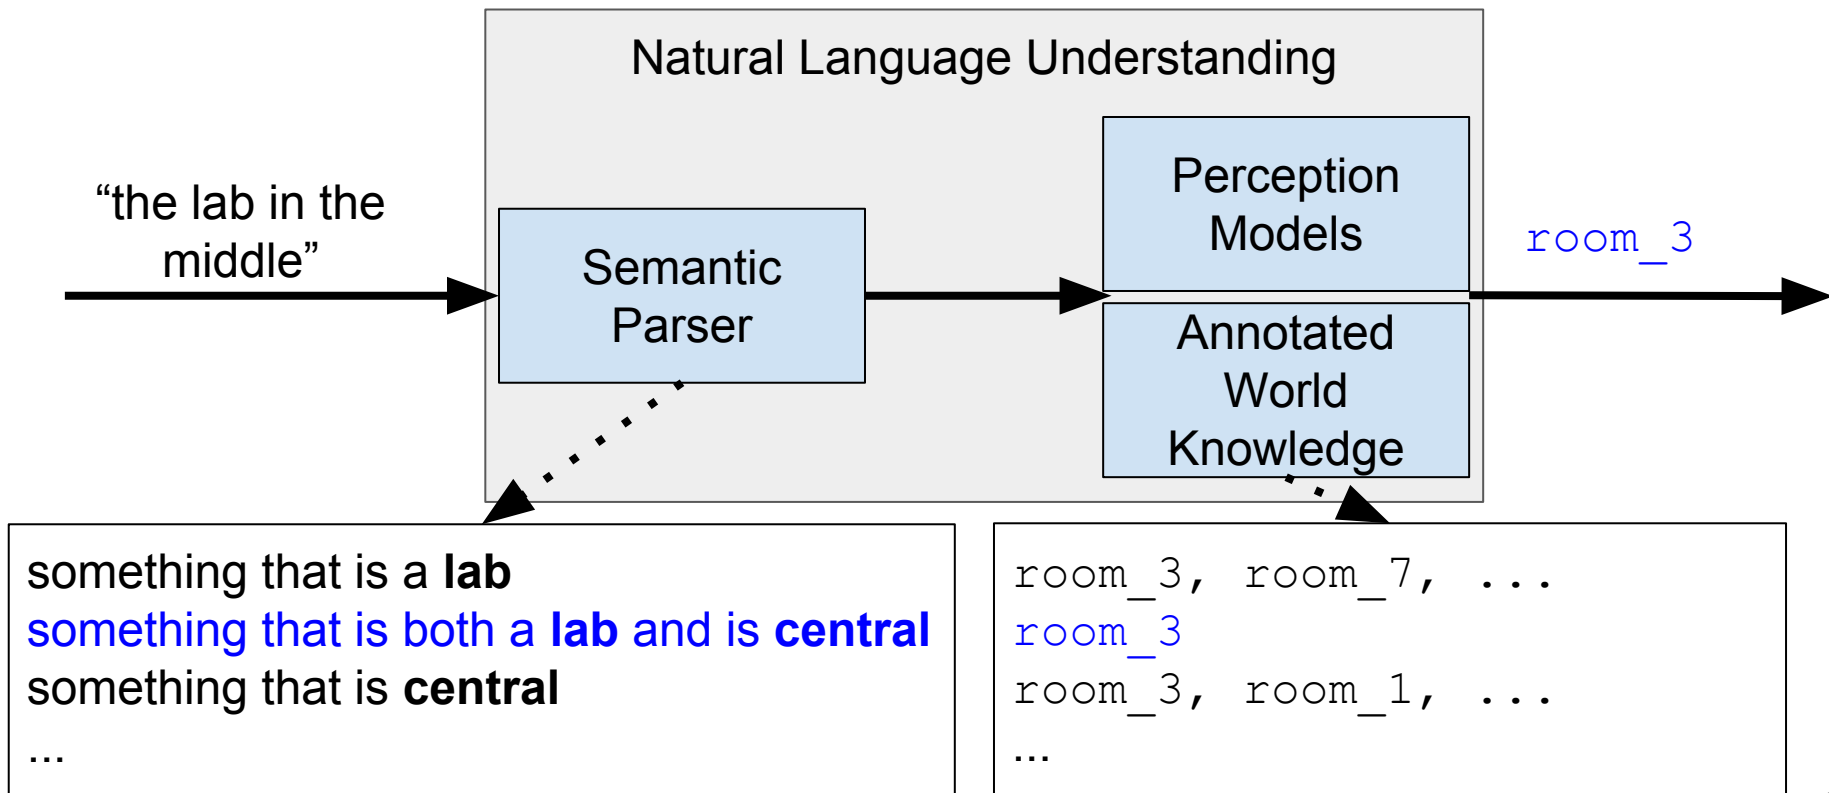 Natural Language Understanding
“the lab in the
middle”
Semantic
Parser
Perception
Models
Annotated
World
Knowledge
room_3
something that is a lab
something that is both a lab and is central
something that is central
...
room_3, room_7, ...
room_3
room_3, room_1, ...
...